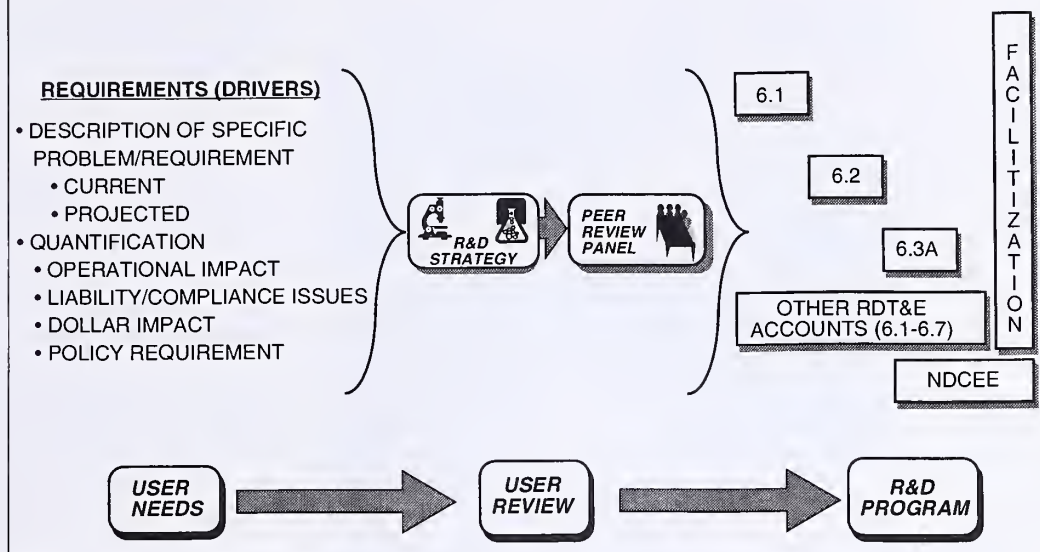 REQUIREMENTS (DRIVERS)
• DESCRIPTION OF SPECIFIC
PROBLEM/REQUIREMENT
• CURRENT
• PROJECTED
• QUANTIFICATION
• OPERATIONAL IMPACT
• LIABILITY/COMPLIANCE ISSUES
• DOLLAR IMPACT
• POLICY REQUIREMENT
R&D
STRATEGY
PEER
REVIEW
PANEL
6.1
6.2
6.3A
OTHER RDT&E
ACCOUNTS (6.1-6.7)
NDCEE
FACILITIZATION
USER
NEEDS
USER
REVIEW
R&D
PROGRAM